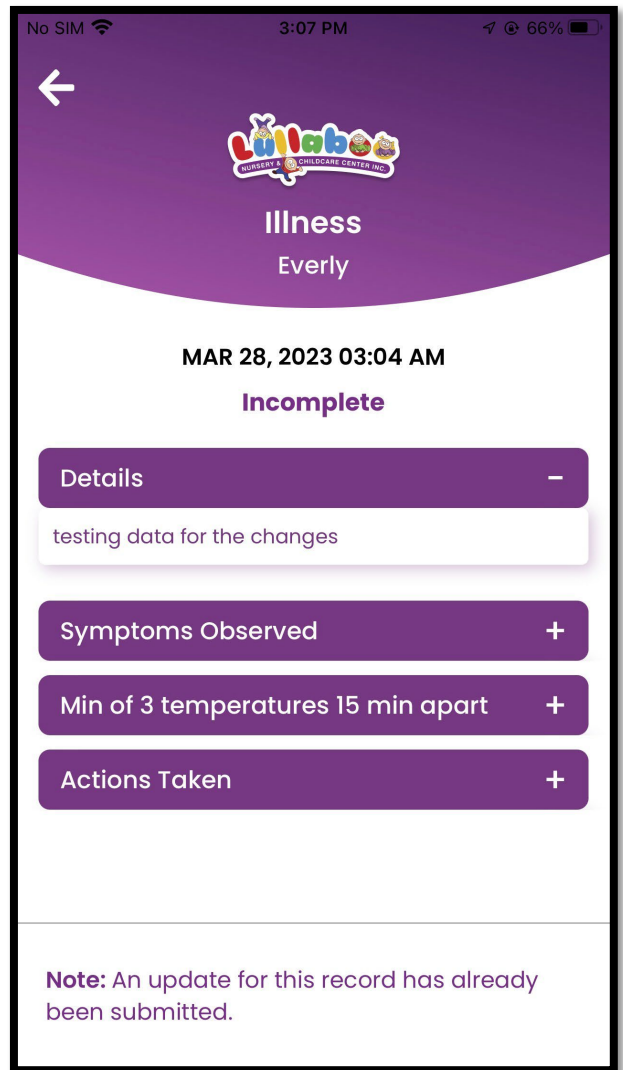 No SIM 3:07 PM 66%
Lullaboo
NURSERY & CHILDCARE CENTER INC.
Illness
Everly
MAR 28, 2023 03:04 AM
Incomplete
Details −
testing data for the changes
Symptoms Observed +
Min of 3 temperatures 15 min apart +
Actions Taken +
Note: An update for this record has already
been submitted.